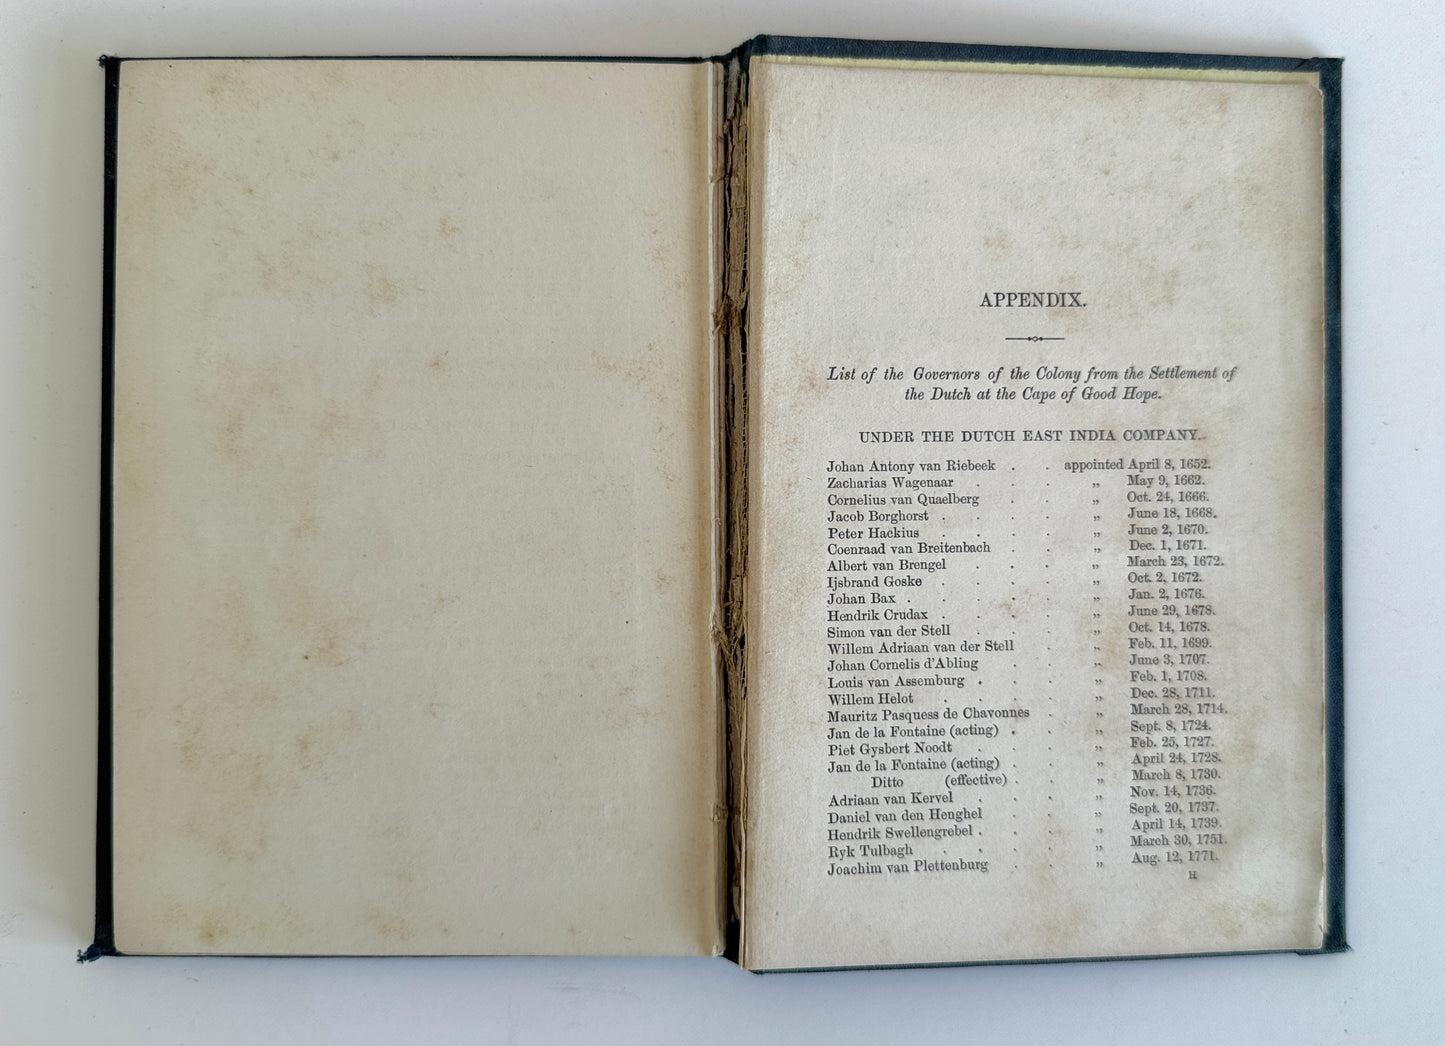 APPENDIX.
List of the Governors of the Colony from the Settlement of
the Dutch at the Cape of Good Hope.
UNDER THE DUTCH EAST INDIA COMPANY.
Johan Antony van Riebeek . . appointed April 8, 1652.
Zacharias Wagenaar . . . „ May 9, 1662.
Cornelius van Quaelberg . . „ Oct. 24, 1666.
Jacob Borghorst . . . . „ June 18, 1668.
Peter Hackius . . . . „ June 2, 1670.
Coenraad van Breitenbach . . „ Dec. 1, 1671.
Albert van Brengel . . . „ March 23, 1672.
Ijsbrand Goske . . . . „ Oct. 2, 1672.
Johan Bax . . . . . „ Jan. 2, 1676.
Hendrik Crudax . . . . „ June 29, 1678.
Simon van der Stell . . . „ Oct. 14, 1678.
Willem Adriaan van der Stell . „ Feb. 11, 1699.
Johan Cornelis d'Abling . . „ June 3, 1707.
Louis van Assemburg . . . „ Feb. 1, 1708.
Willem Helot . . . . „ Dec. 28, 1711.
Mauritz Pasquess de Chavonnes . „ March 28, 1714.
Jan de la Fontaine (acting) . . „ Sept. 8, 1724.
Piet Gysbert Noodt . . . „ Feb. 25, 1727.
Jan de la Fontaine (acting) . . „ April 24, 1728.
Ditto (effective) . . „ March 8, 1730.
Adriaan van Kervel . . . „ Nov. 14, 1736.
Daniel van den Henghel . . „ Sept. 20, 1737.
Hendrik Swellengrebel . . . „ April 14, 1739.
Ryk Tulbagh . . . . „ March 30, 1751.
Joachim van Plettenburg . . „ Aug. 12, 1771.
H